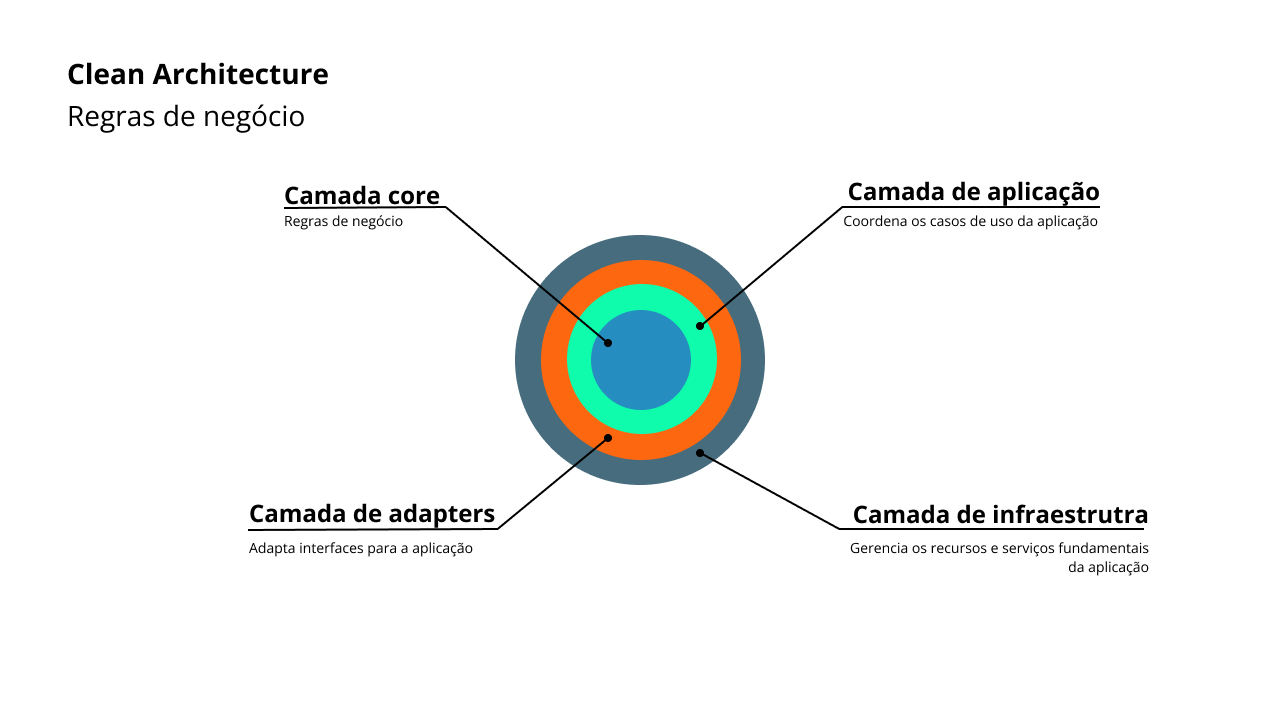 Clean Architecture
Regras de negócio
Camada core
Regras de negócio
Camada de aplicação
Coordena os casos de uso da aplicação
Camada de adapters
Adapta interfaces para a aplicação
Camada de infraestrutra
Gerencia os recursos e serviços fundamentais
da aplicação